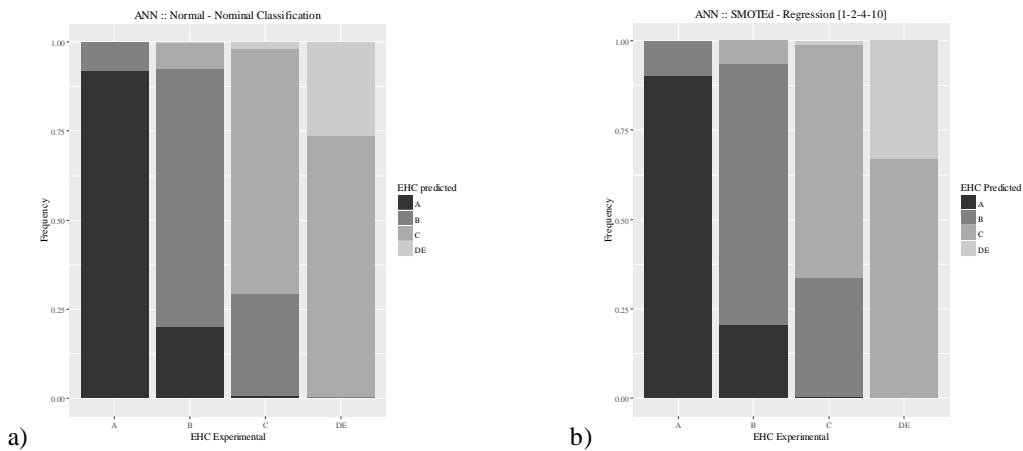 ANN :: Normal - Nominal Classification
1.00
0.75
0.50
0.25
0.00
Frequency
A
B
C
DE
EHC Experimental
EHC predicted
A
B
C
DE
a)
ANN :: SMOTEd - Regression [1-2-4-10]
1.00
0.75
0.50
0.25
0.00
Frequency
A
B
C
DE
EHC Experimental
EHC Predicted
A
B
C
DE
b)